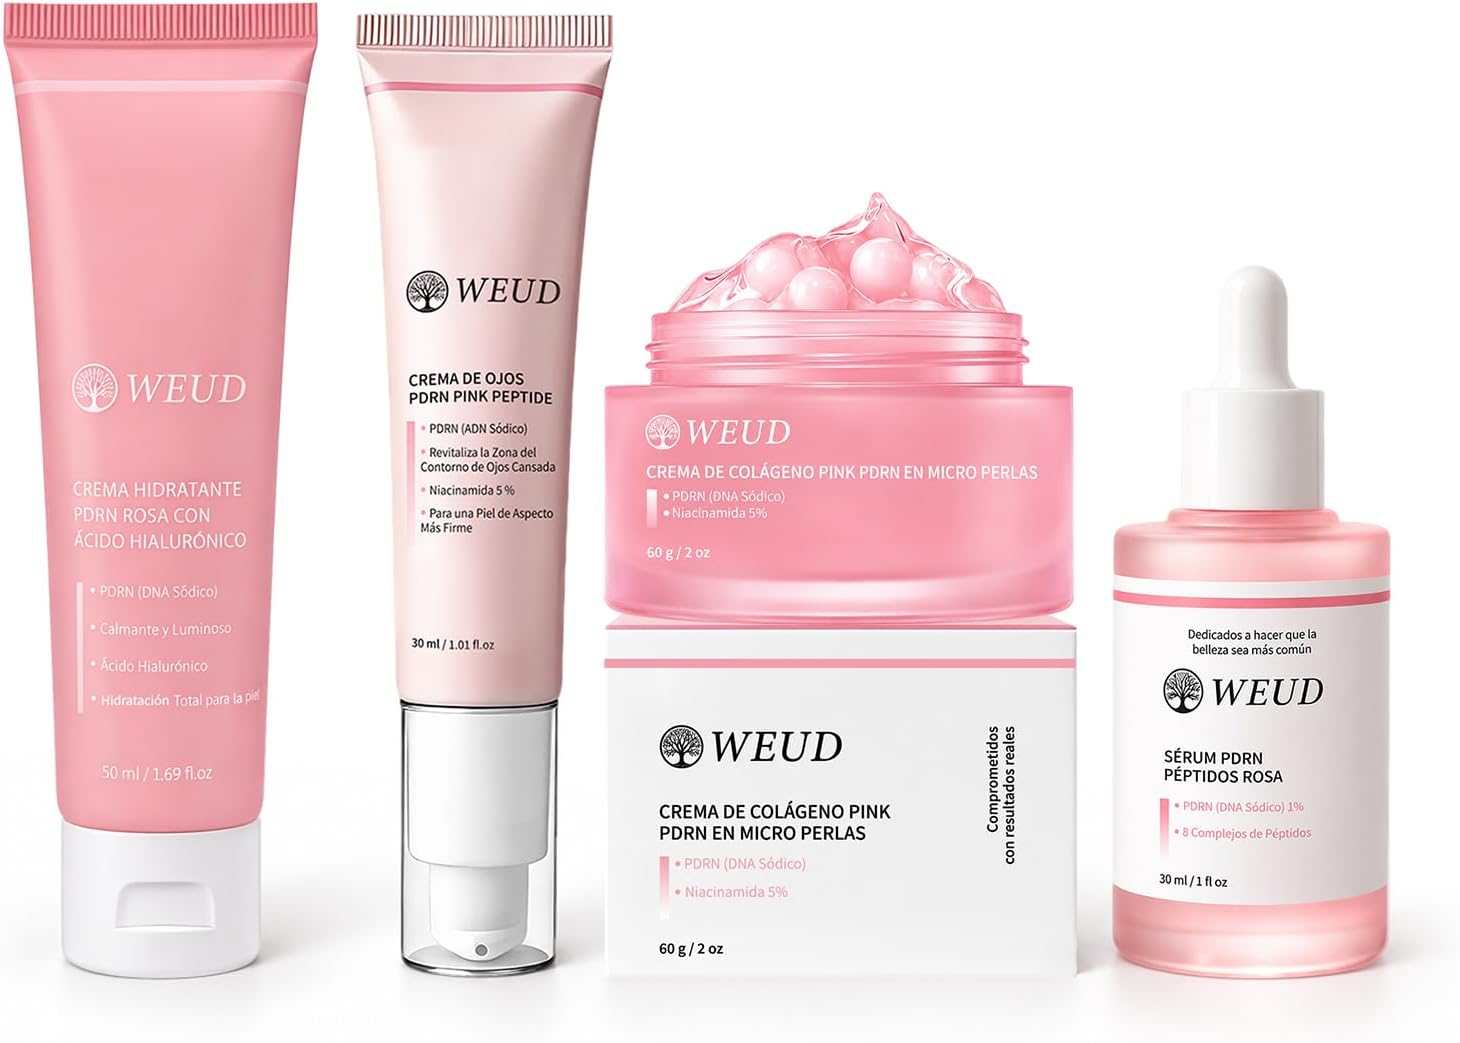 WEUD
CREMA HIDRATANTE
PDRN ROSA CON
ÁCIDO HIALURÓNICO
• PDRN (DNA Sódico)
• Calmante y Luminoso
• Ácido Hialurónico
• Hidratación Total para la piel
50 ml / 1.69 fl.oz
WEUD
CREMA DE OJOS
PDRN PINK PEPTIDE
• PDRN (ADN Sódico)
• Revitaliza la Zona del
Contorno de Ojos Cansada
• Niacinamida 5 %
• Para una Piel de Aspecto
Más Firme
30 ml / 1.01 fl.oz
WEUD
CREMA DE COLÁGENO PINK PDRN EN MICRO PERLAS
• PDRN (DNA Sódico)
• Niacinamida 5%
60 g / 2 oz
WEUD
CREMA DE COLÁGENO PINK
PDRN EN MICRO PERLAS
• PDRN (DNA Sódico)
• Niacinamida 5%
60 g / 2 oz
Comprometidos
con resultados reales
Dedicados a hacer que la
belleza sea más común
WEUD
SÉRUM PDRN
PÉPTIDOS ROSA
• PDRN (DNA Sódico) 1%
• 8 Complejos de Péptidos
30 ml / 1 fl oz